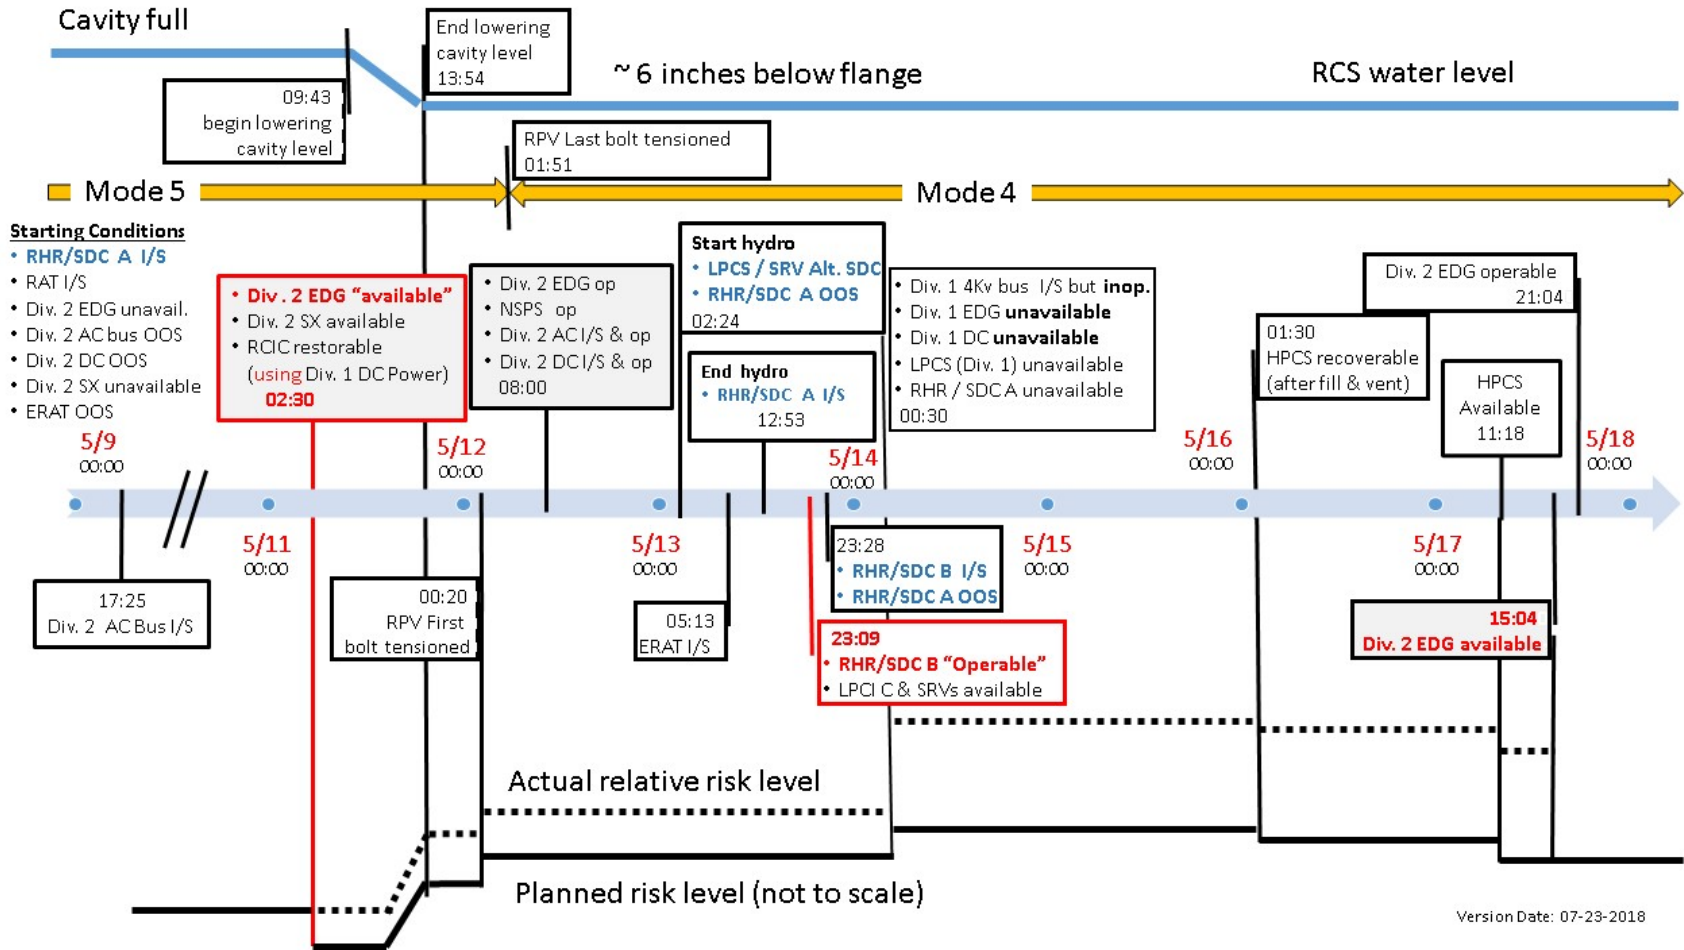 Cavity full
End lowering
cavity level
13:54
~ 6 inches below flange
RCS water level
09:43
begin lowering
cavity level
RPV Last bolt tensioned
01:51
Mode 5
Mode 4
Starting Conditions
• RHR/SDC A I/S
• RAT I/S
• Div. 2 EDG unavail.
• Div. 2 AC bus OOS
• Div. 2 DC OOS
• Div. 2 SX unavailable
• ERAT OOS
• Div . 2 EDG “available”
• Div. 2 SX available
• RCIC restorable
(using Div. 1 DC Power)
02:30
• Div. 2 EDG op
• NSPS op
• Div. 2 AC I/S & op
• Div. 2 DC I/S & op
08:00
Start hydro
• LPCS / SRV Alt. SDC
• RHR/SDC A OOS
02:24
End hydro
• RHR/SDC A I/S
12:53
• Div. 1 4Kv bus I/S but inop.
• Div. 1 EDG unavailable
• Div. 1 DC unavailable
• LPCS (Div. 1) unavailable
• RHR / SDC A unavailable
00:30
Div. 2 EDG operable
21:04
01:30
HPCS recoverable
(after fill & vent)
HPCS
Available
11:18
5/9
00:00
5/12
00:00
5/14
00:00
5/16
00:00
5/18
00:00
5/11
00:00
5/13
00:00
5/15
00:00
5/17
00:00
17:25
Div. 2 AC Bus I/S
00:20
RPV First
bolt tensioned
05:13
ERAT I/S
23:28
• RHR/SDC B I/S
• RHR/SDC A OOS
23:09
• RHR/SDC B “Operable”
• LPCI C & SRVs available
15:04
Div. 2 EDG available
Actual relative risk level
Planned risk level (not to scale)
Version Date: 07-23-2018